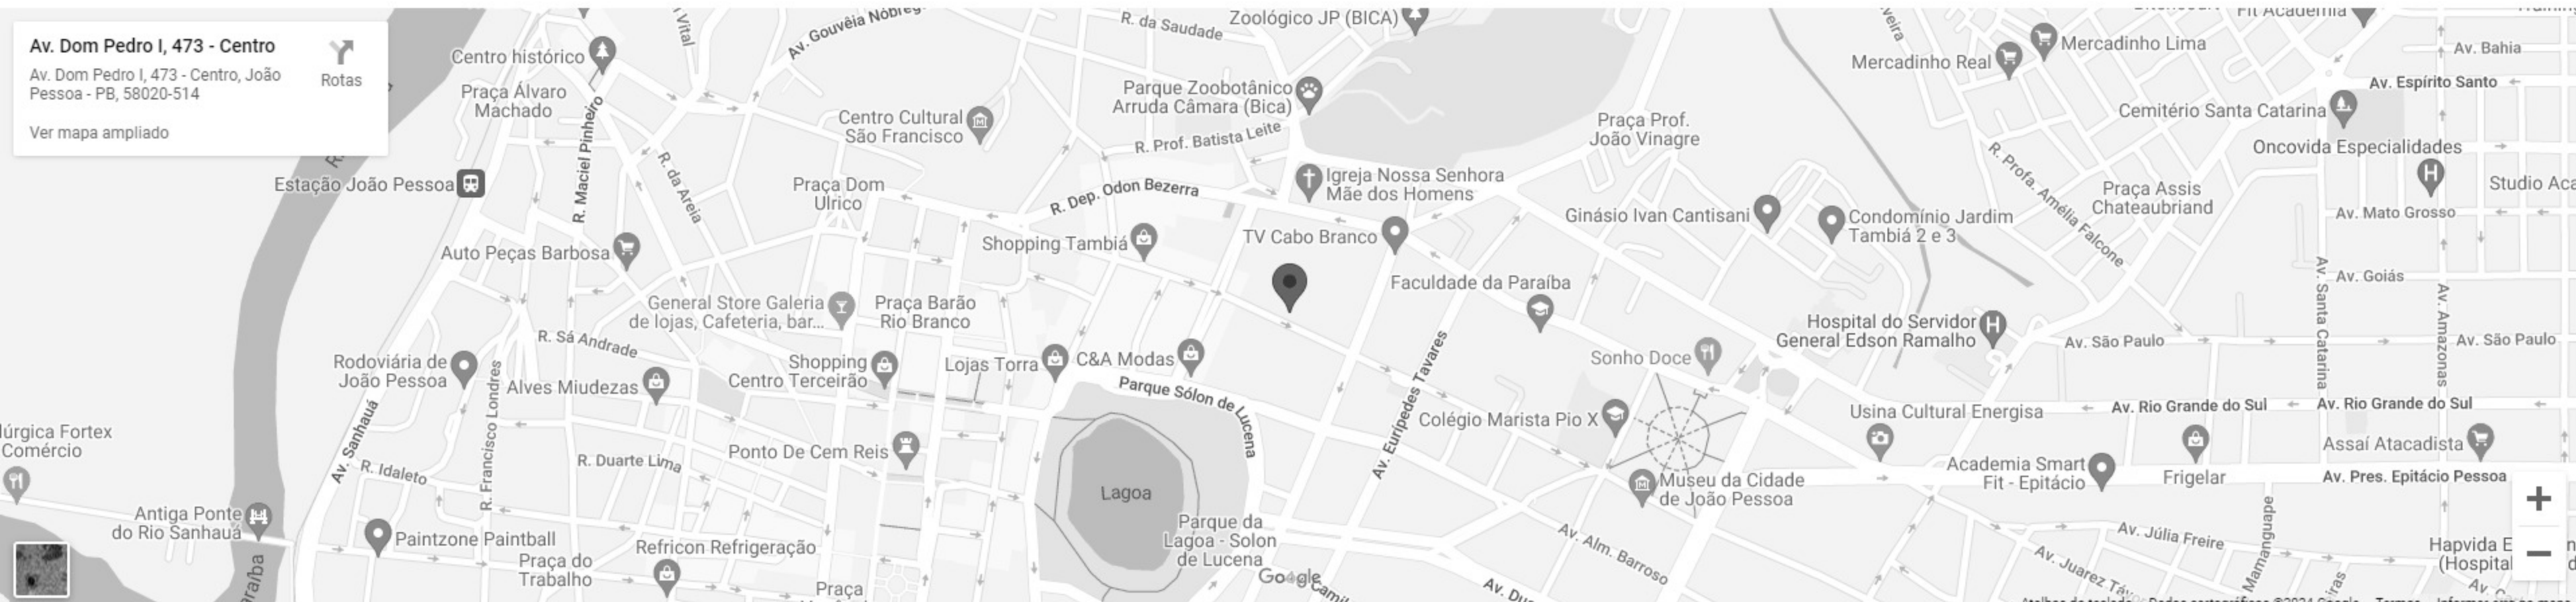 Av. Dom Pedro I, 473 - Centro
Av. Dom Pedro I, 473 - Centro, João
Pessoa - PB, 58020-514
Rotas
Ver mapa ampliado
Centro histórico
Praça Álvaro
Machado
R. Maciel Pinheiro
Estação João Pessoa
R. da Areia
Av. Gouvêia Nóbreg
R. da Saudade
Zoológico JP (BICA)
Parque Zoobotânico
Arruda Câmara (Bica)
R. Prof. Batista Leite
Centro Cultural
São Francisco
Praça Dom
Ulrico
R. Dep. Odon Bezerra
Igreja Nossa Senhora
Mãe dos Homens
Praça Prof.
João Vinagre
Mercadinho Real
Mercadinho Lima
Fit Academia
Av. Bahia
Av. Espírito Santo
Cemitério Santa Catarina
Oncovida Especialidades
R. Profa. Amélia Falcone
Praça Assis
Chateaubriand
Studio Aca
Av. Mato Grosso
Auto Peças Barbosa
Shopping Tambiá
TV Cabo Branco
Ginásio Ivan Cantisani
Condomínio Jardim
Tambiá 2 e 3
Av. Goiás
Av. Santa Catarina
Av. Amazonas
General Store Galeria
de lojas, Cafeteria, bar...
Praça Barão
Rio Branco
Faculdade da Paraíba
Hospital do Servidor
General Edson Ramalho
Av. São Paulo
Av. São Paulo
R. Sá Andrade
Rodoviária de
João Pessoa
R. Francisco Londres
Alves Miudezas
Shopping
Centro Terceirão
Lojas Torra
C&A Modas
Parque Sólon de Lucena
Av. Eurípedes Tavares
Sonho Doce
Colégio Marista Pio X
Usina Cultural Energisa
Av. Rio Grande do Sul
Av. Rio Grande do Sul
Assaí Atacadista
Av. Sanhauá
R. Idaleto
R. Duarte Lima
Ponto De Cem Reis
Lagoa
Museu da Cidade
de João Pessoa
Academia Smart
Fit - Epitácio
Frigelar
Av. Pres. Epitácio Pessoa
lúrgica Fortex
Comércio
Antiga Ponte
do Rio Sanhauá
Paintzone Paintball
Praça do
Trabalho
Refricon Refrigeração
Praça
Parque da
Lagoa - Solon
de Lucena
Google
Av. Alm. Barroso
Av. Júlia Freire
Av. Juarez Táv
Mamanguape
Hapvida E
(Hospital